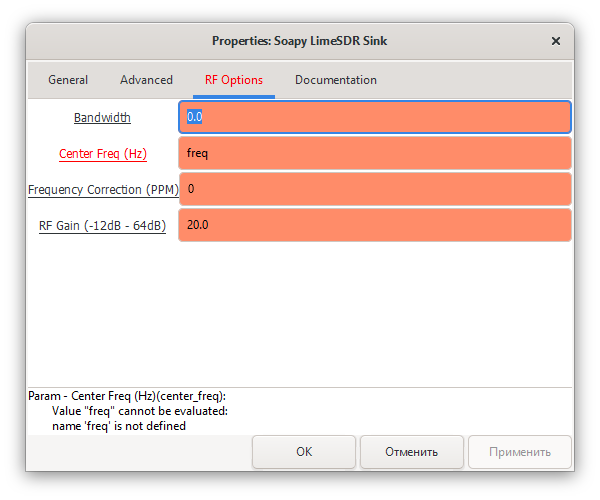 Properties: Soapy LimeSDR Sink
General Advanced RF Options Documentation
Bandwidth 0.0
Center Freq (Hz) freq
Frequency Correction (PPM) 0
RF Gain (-12dB - 64dB) 20.0
Param - Center Freq (Hz)(center_freq):
Value "freq" cannot be evaluated:
name 'freq' is not defined
ОК Отменить Применить